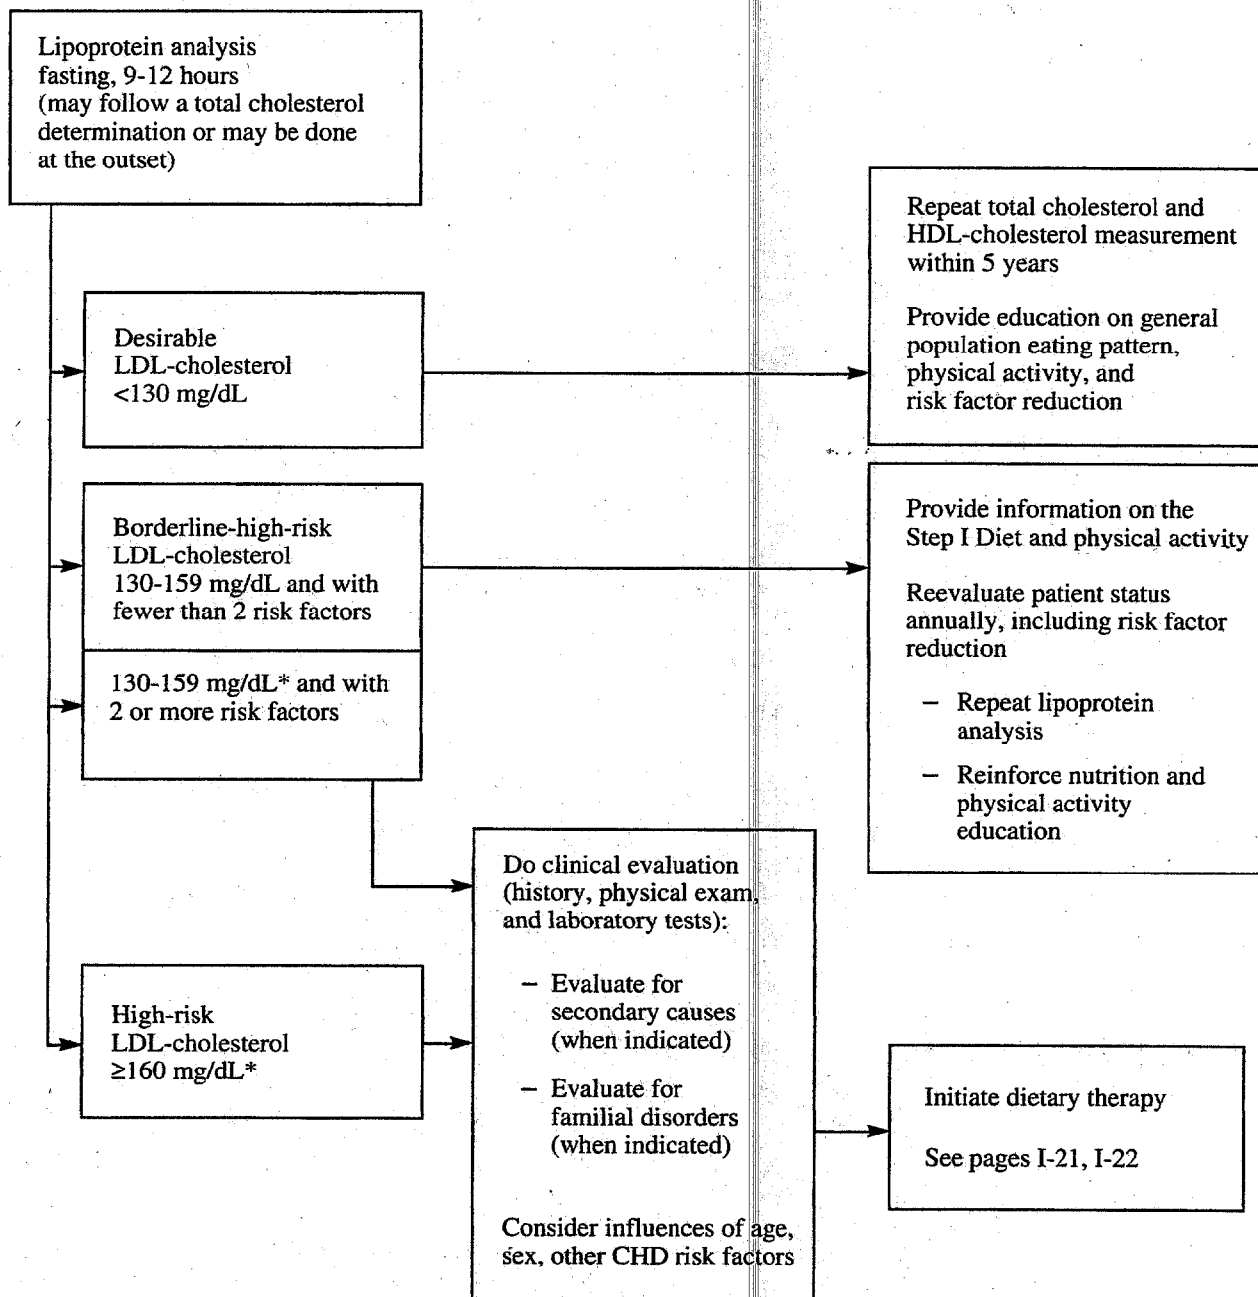 Lipoprotein analysis
fasting, 9-12 hours
(may follow a total cholesterol
determination or may be done
at the outset)
Desirable
LDL-cholesterol
<130 mg/dL
Repeat total cholesterol and
HDL-cholesterol measurement
within 5 years
Provide education on general
population eating pattern,
physical activity, and
risk factor reduction
Borderline-high-risk
LDL-cholesterol
130-159 mg/dL and with
fewer than 2 risk factors
130-159 mg/dL* and with
2 or more risk factors
Provide information on the
Step I Diet and physical activity
Reevaluate patient status
annually, including risk factor
reduction
– Repeat lipoprotein
analysis
– Reinforce nutrition and
physical activity
education
High-risk
LDL-cholesterol
≥160 mg/dL*
Do clinical evaluation
(history, physical exam,
and laboratory tests):
– Evaluate for
secondary causes
(when indicated)
– Evaluate for
familial disorders
(when indicated)
Consider influences of age,
sex, other CHD risk factors
Initiate dietary therapy
See pages I-21, I-22